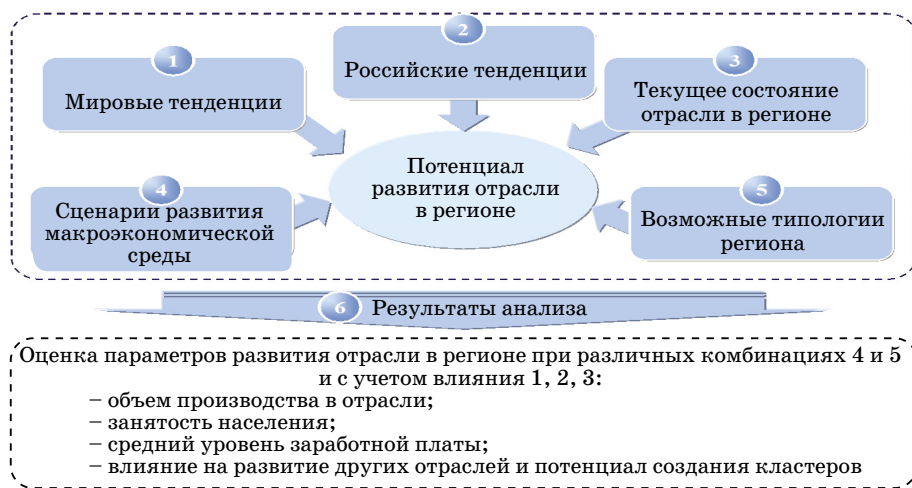 1
Мировые тенденции
2
Российские тенденции
3
Текущее состояние
отрасли в регионе
Потенциал
развития отрасли
в регионе
4
Сценарии развития
макроэкономической
среды
5
Возможные типологии
региона
6 Результаты анализа
Оценка параметров развития отрасли в регионе при различных комбинациях 4 и 5
и с учетом влияния 1, 2, 3:
– объем производства в отрасли;
– занятость населения;
– средний уровень заработной платы;
– влияние на развитие других отраслей и потенциал создания кластеров